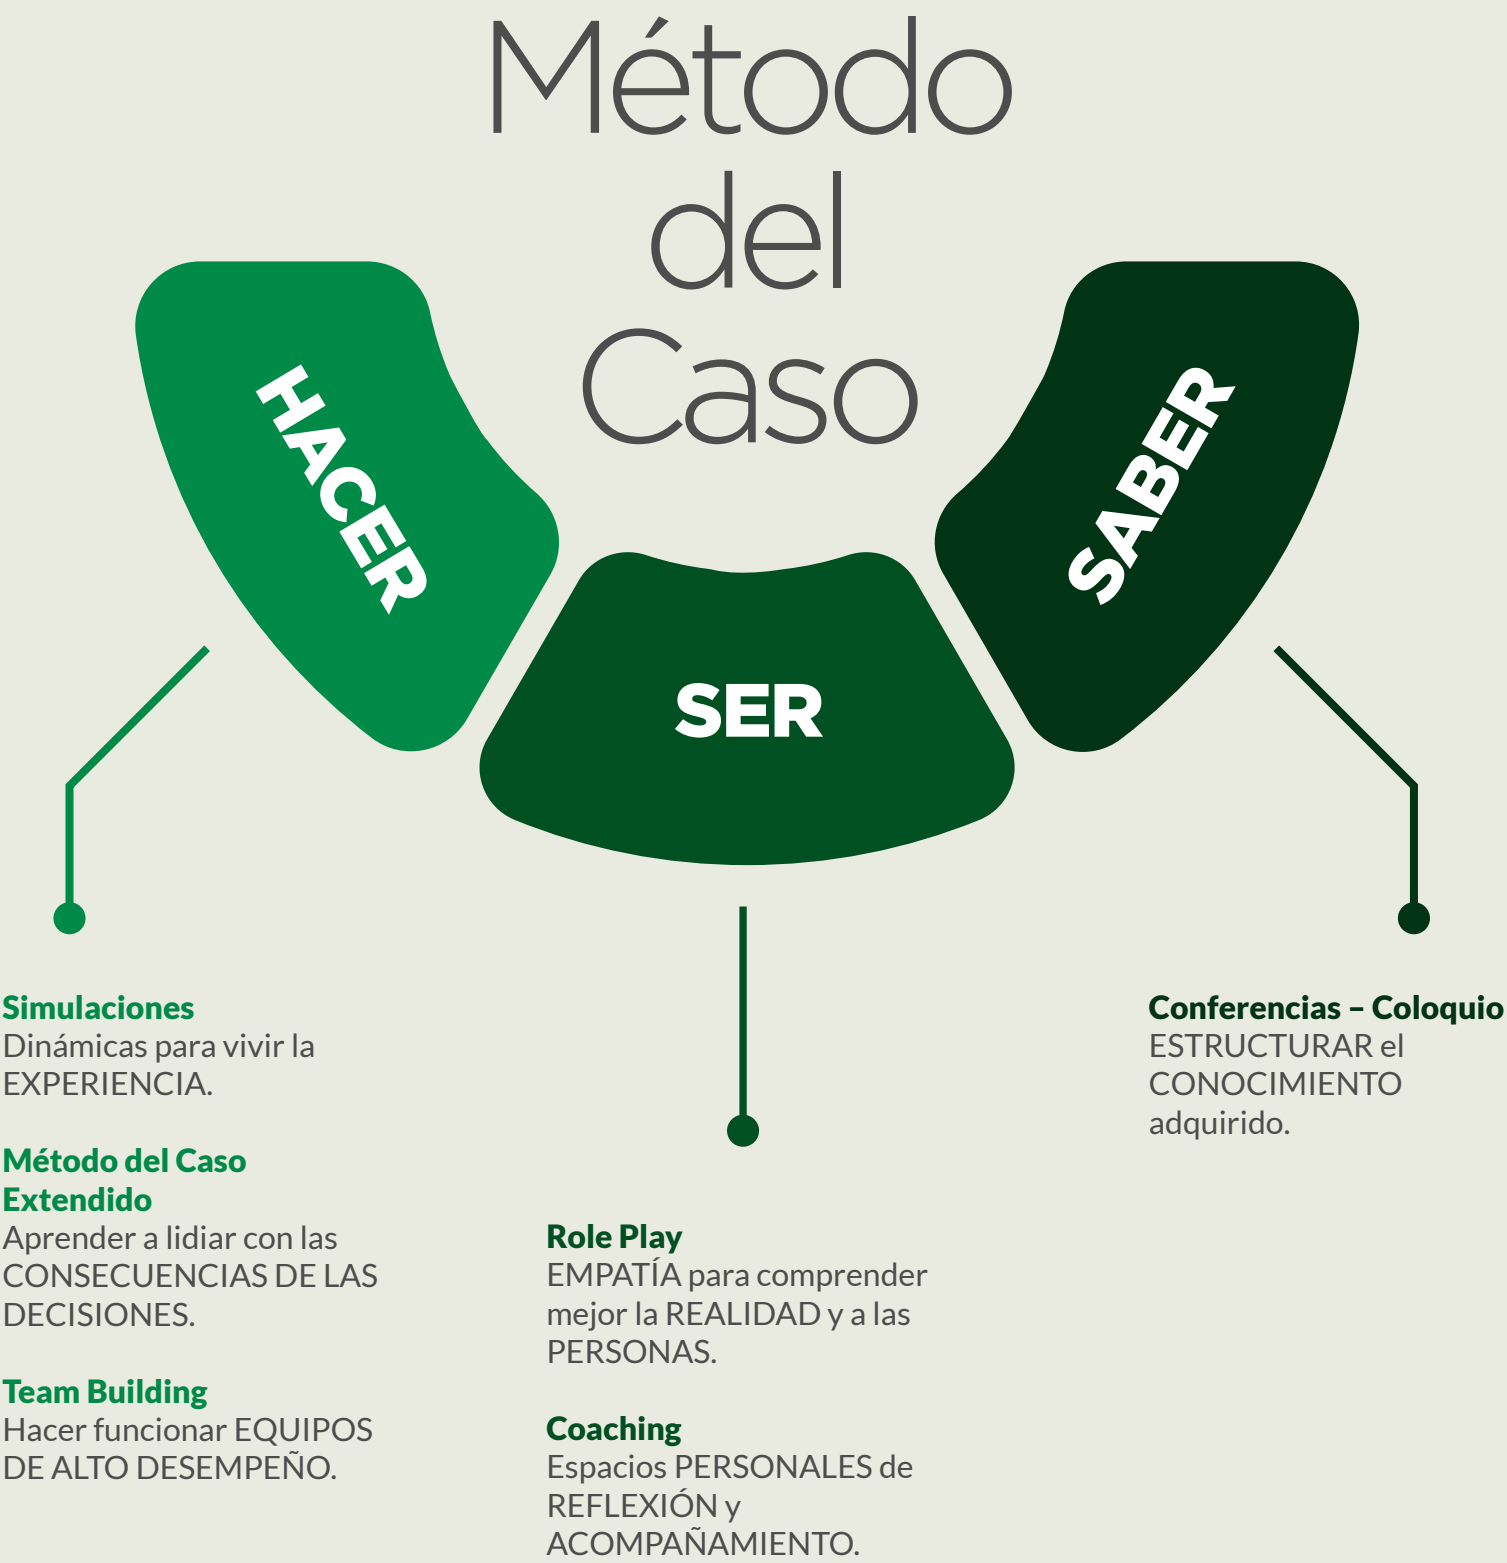 Método
del
Caso
HACER
SER
SABER
Simulaciones
Dinámicas para vivir la
EXPERIENCIA.
Método del Caso
Extendido
Aprender a lidiar con las
CONSECUENCIAS DE LAS
DECISIONES.
Team Building
Hacer funcionar EQUIPOS
DE ALTO DESEMPEÑO.
Role Play
EMPATÍA para comprender
mejor la REALIDAD y a las
PERSONAS.
Coaching
Espacios PERSONALES de
REFLEXIÓN y
ACOMPAÑAMIENTO.
Conferencias – Coloquio
ESTRUCTURAR el
CONOCIMIENTO
adquirido.